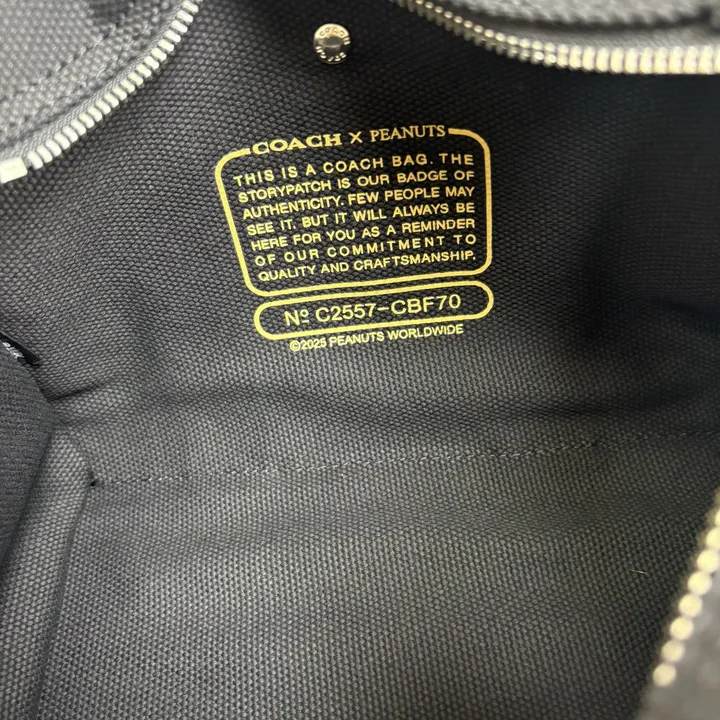 COACH X PEANUTS
THIS IS A COACH BAG. THE
STORYPATCH IS OUR BADGE OF
AUTHENTICITY. FEW PEOPLE MAY
SEE IT. BUT IT WILL ALWAYS BE
HERE FOR YOU AS A REMINDER
OF OUR COMMITMENT TO
QUALITY AND CRAFTSMANSHIP.
Nº C2557-CBF70
©2025 PEANUTS WORLDWIDE